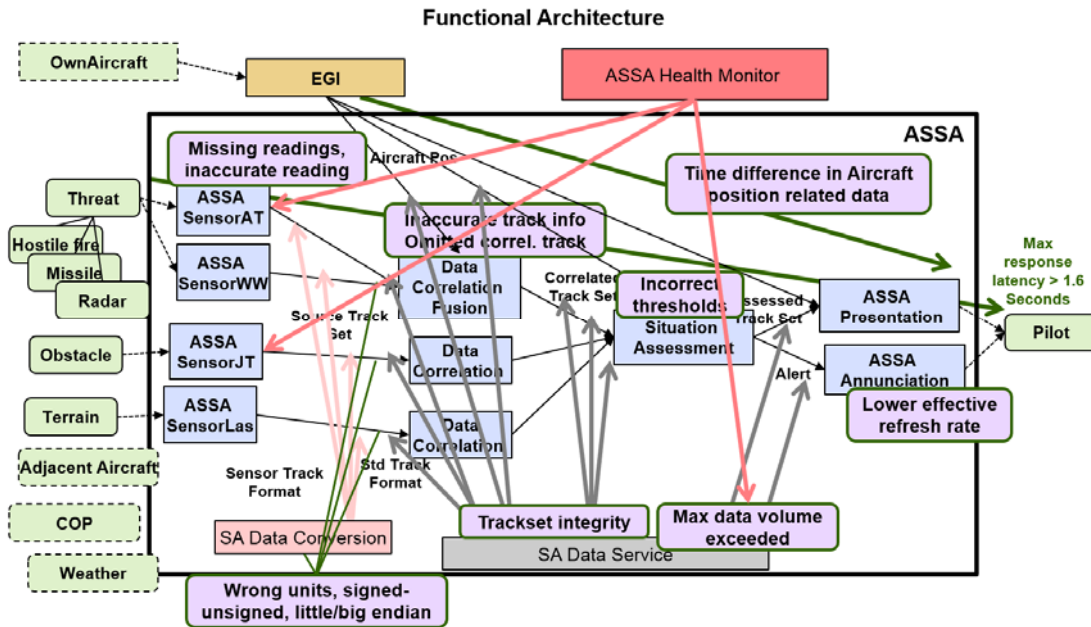 Functional Architecture
OwnAircraft
EGI
ASSA Health Monitor
ASSA
Missing readings,
inaccurate reading
Aircraft Pos
Time difference in Aircraft
position related data
Threat
Hostile fire
Missile
Radar
ASSA
SensorAT
Inaccurate track info
Omitted correl. track
ASSA
SensorWW
Data
Correlation
Fusion
Correlated
Track Set
Incorrect
thresholds
Situation
Assessment
Track Set
ASSA
Presentation
Max
response
latency > 1.6
Seconds
Pilot
Source Track
Set
Obstacle
ASSA
SensorJT
Data
Correlation
Alert
ASSA
Annunciation
Lower effective
refresh rate
Terrain
ASSA
SensorLas
Data
Correlation
Adjacent Aircraft
Sensor Track
Format
Std Track
Format
COP
Trackset integrity
Max data volume
exceeded
SA Data Conversion
SA Data Service
Weather
Wrong units, signed-
unsigned, little/big endian